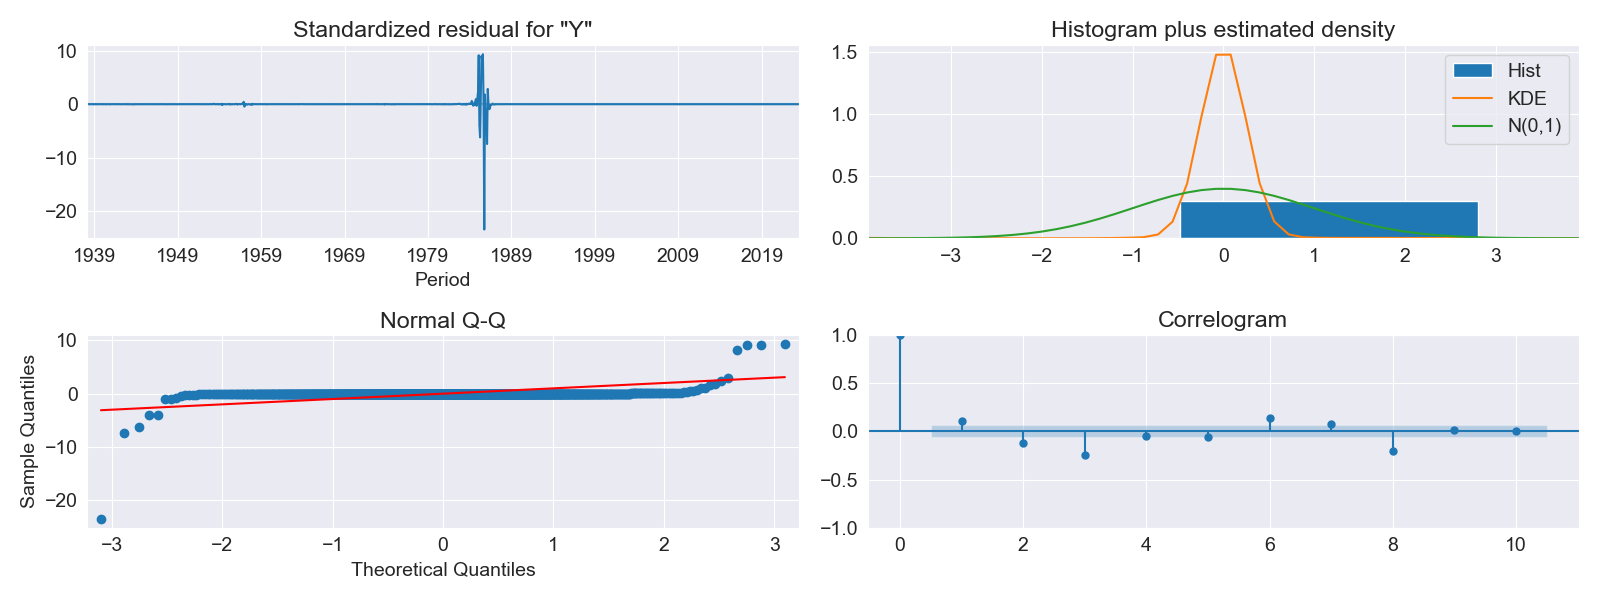 Standardized residual for "Y"
10
0
−10
−20
1939 1949 1959 1969 1979 1989 1999 2009 2019
Period
Histogram plus estimated density
1.5
1.0
0.5
0.0
−3 −2 −1 0 1 2 3
Hist
KDE
N(0,1)
Normal Q-Q
Sample Quantiles
10
0
−10
−20
−3 −2 −1 0 1 2 3
Theoretical Quantiles
Correlogram
1.0
0.5
0.0
−0.5
−1.0
0 2 4 6 8 10